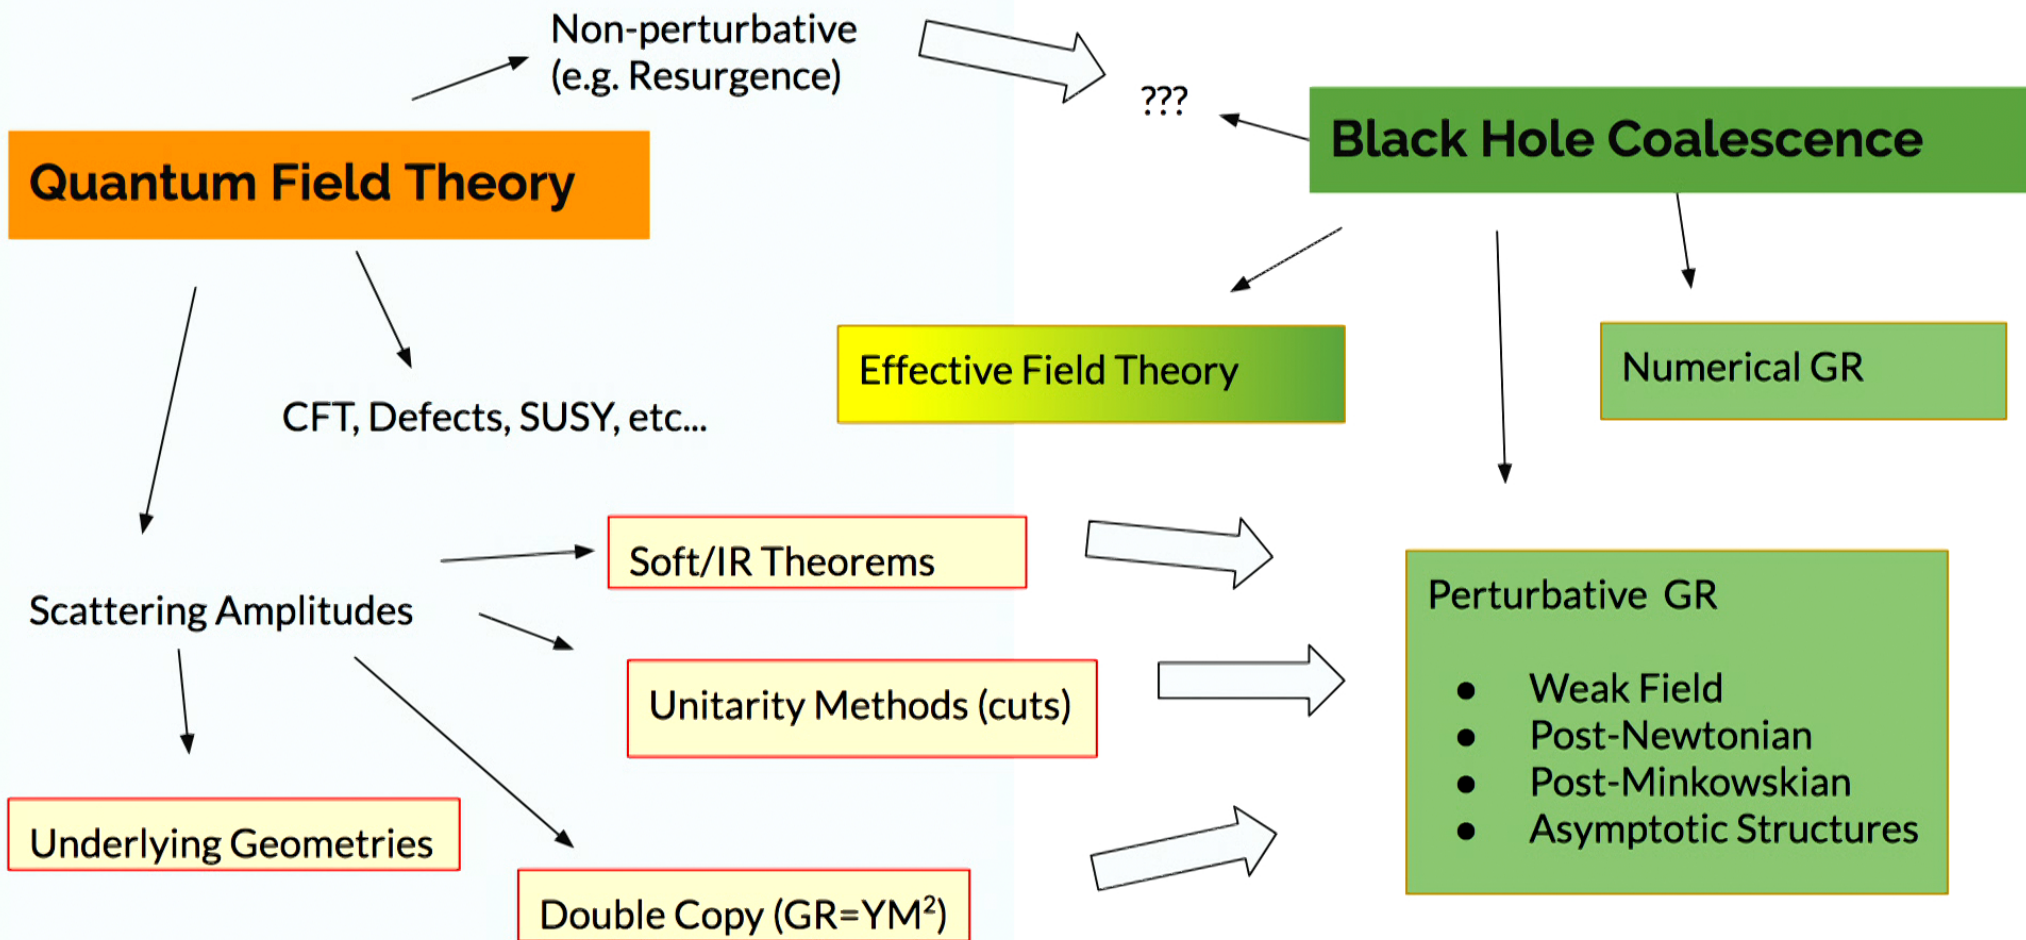 Non-perturbative
(e.g. Resurgence)
???
Black Hole Coalescence
Quantum Field Theory
Effective Field Theory
Numerical GR
CFT, Defects, SUSY, etc...
Soft/IR Theorems
Scattering Amplitudes
Unitarity Methods (cuts)
Underlying Geometries
Double Copy (GR=YM²)
Perturbative GR
● Weak Field
● Post-Newtonian
● Post-Minkowskian
● Asymptotic Structures